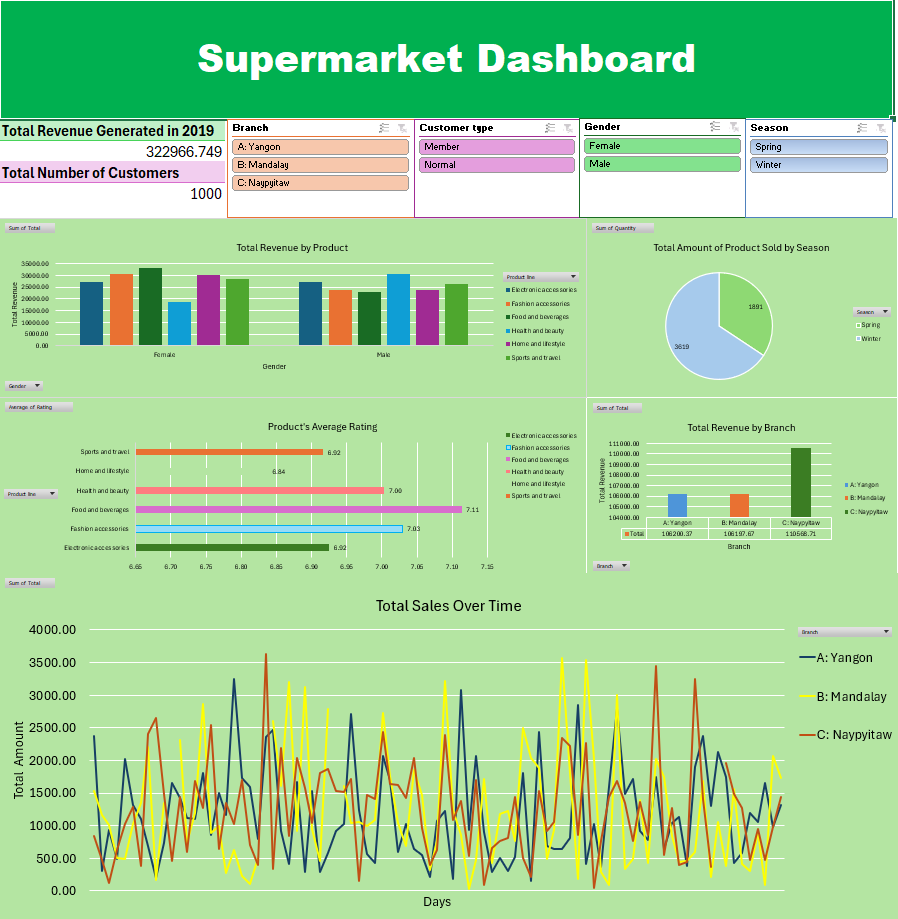 Supermarket Dashboard
Total Revenue Generated in 2019
322966.749
Total Number of Customers
1000
Branch
A: Yangon
B: Mandalay
C: Naypyitaw
Customer type
Member
Normal
Gender
Female
Male
Season
Spring
Winter
Sum of Total
Total Revenue by Product
Total Revenue
35000.00
30000.00
25000.00
20000.00
15000.00
10000.00
5000.00
0.00
Female
Male
Gender
Product line
Electronic accessories
Fashion accessories
Food and beverages
Health and beauty
Home and lifestyle
Sports and travel
Gender
Sum of Quantity
Total Amount of Product Sold by Season
1891
3619
Season
Spring
Winter
Average of Rating
Product's Average Rating
Product line
Sports and travel
6.92
Home and lifestyle
6.84
Health and beauty
7.00
Food and beverages
7.11
Fashion accessories
7.03
Electronic accessories
6.92
6.65 6.70 6.75 6.80 6.85 6.90 6.95 7.00 7.05 7.10 7.15
Electronic accessories
Fashion accessories
Food and beverages
Health and beauty
Home and lifestyle
Sports and travel
Sum of Total
Total Revenue by Branch
Total Revenue
111000.00
110000.00
109000.00
108000.00
107000.00
106000.00
105000.00
104000.00
A: Yangon B: Mandalay C: Naypyitaw
Total 106200.37 106197.67 110568.71
Branch
A: Yangon
B: Mandalay
C: Naypyitaw
Branch
Sum of Total
Total Sales Over Time
Total Amount
4000.00
3500.00
3000.00
2500.00
2000.00
1500.00
1000.00
500.00
0.00
Days
Branch
A: Yangon
B: Mandalay
C: Naypyitaw